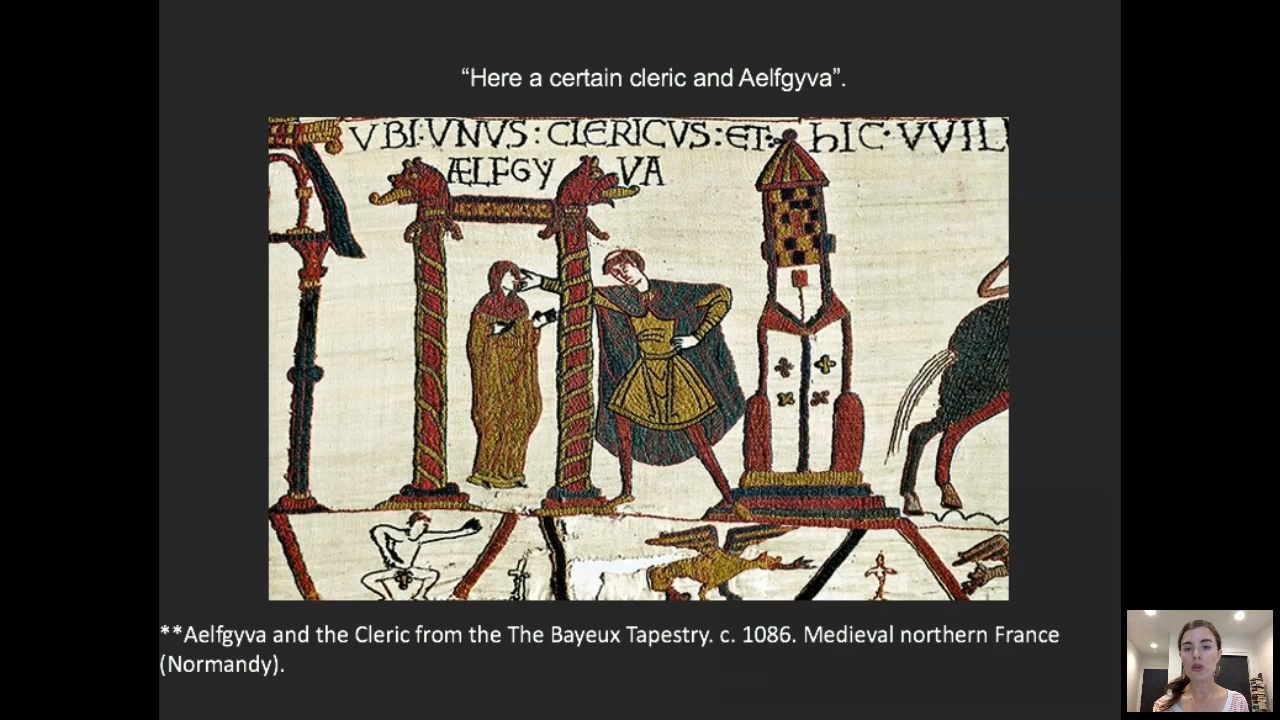 “Here a certain cleric and Aelfgyva”.
VBI·VNVS:CLERICVS:ET· hIC·VVIL
ÆLFGY VA
**Aelfgyva and the Cleric from the The Bayeux Tapestry. c. 1086. Medieval northern France
(Normandy).